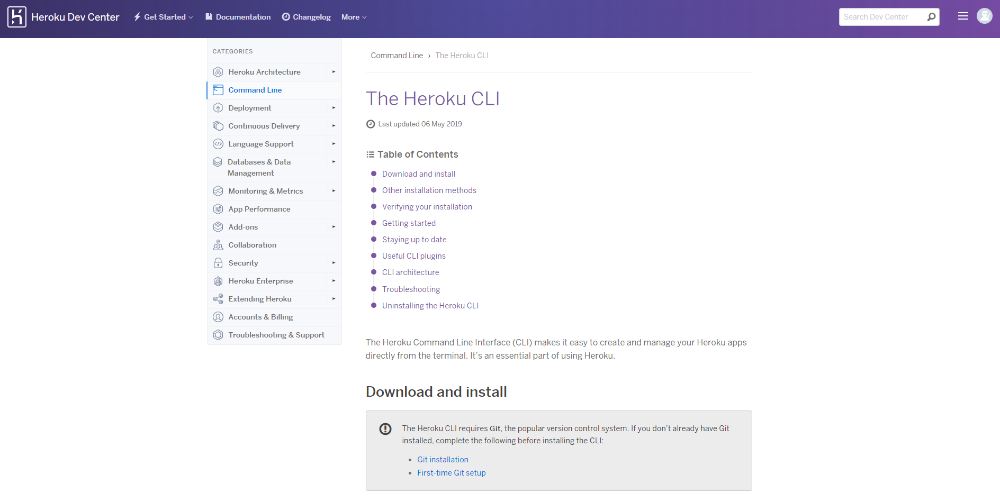 Heroku Dev Center
Get Started
Documentation
Changelog
More
Search Dev Center
CATEGORIES
Heroku Architecture
Command Line
Deployment
Continuous Delivery
Language Support
Databases & Data
Management
Monitoring & Metrics
App Performance
Add-ons
Collaboration
Security
Heroku Enterprise
Extending Heroku
Accounts & Billing
Troubleshooting & Support
Command Line › The Heroku CLI
The Heroku CLI
Last updated 06 May 2019
Table of Contents
Download and install
Other installation methods
Verifying your installation
Getting started
Staying up to date
Useful CLI plugins
CLI architecture
Troubleshooting
Uninstalling the Heroku CLI
The Heroku Command Line Interface (CLI) makes it easy to create and manage your Heroku apps
directly from the terminal. It’s an essential part of using Heroku.
Download and install
The Heroku CLI requires Git, the popular version control system. If you don’t already have Git
installed, complete the following before installing the CLI:
• Git installation
• First-time Git setup